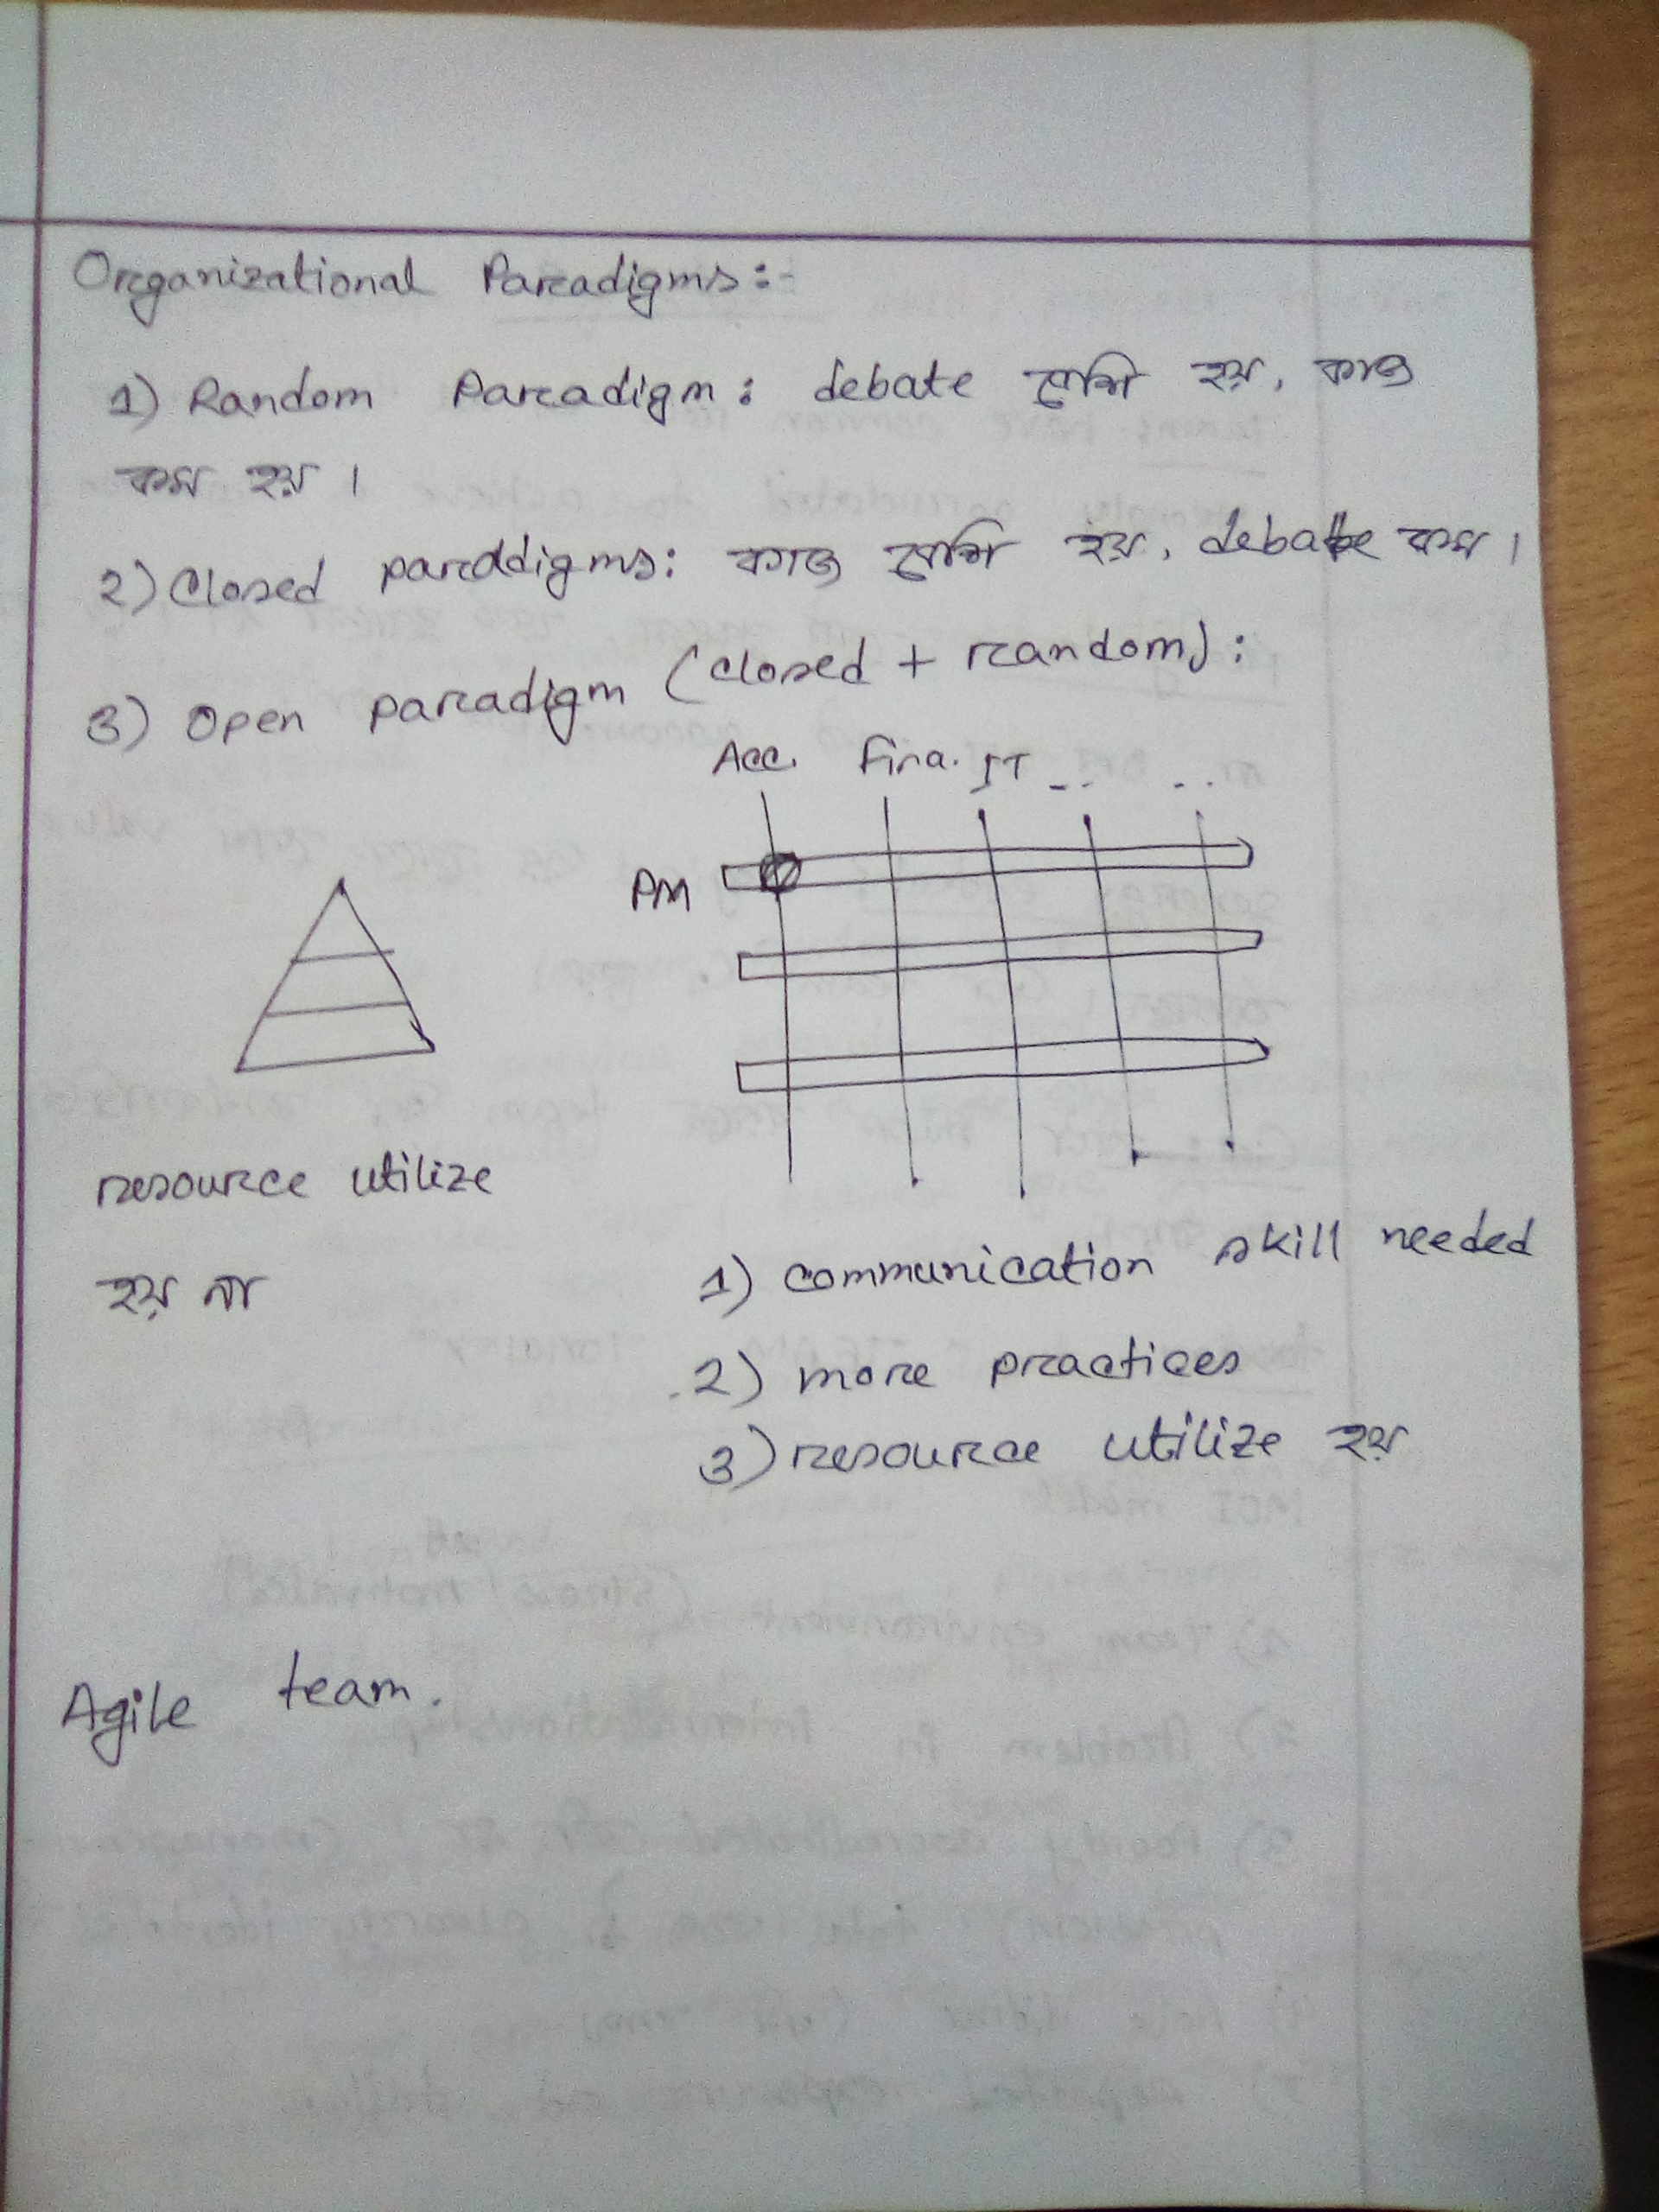 Organizational Paradigms:-
1) Random Paradigm: debate বেশি হয়, কাজ
কম হয় ।
2) Closed paradigms: কাজ বেশি হয়, debate কম ।
3) Open paradigm (closed + random):
Acc. Fina. IT -- ..
PM
resource utilize
হয় না
1) communication skill needed
2) more practices
3) resource utilize হয়
Agile team.